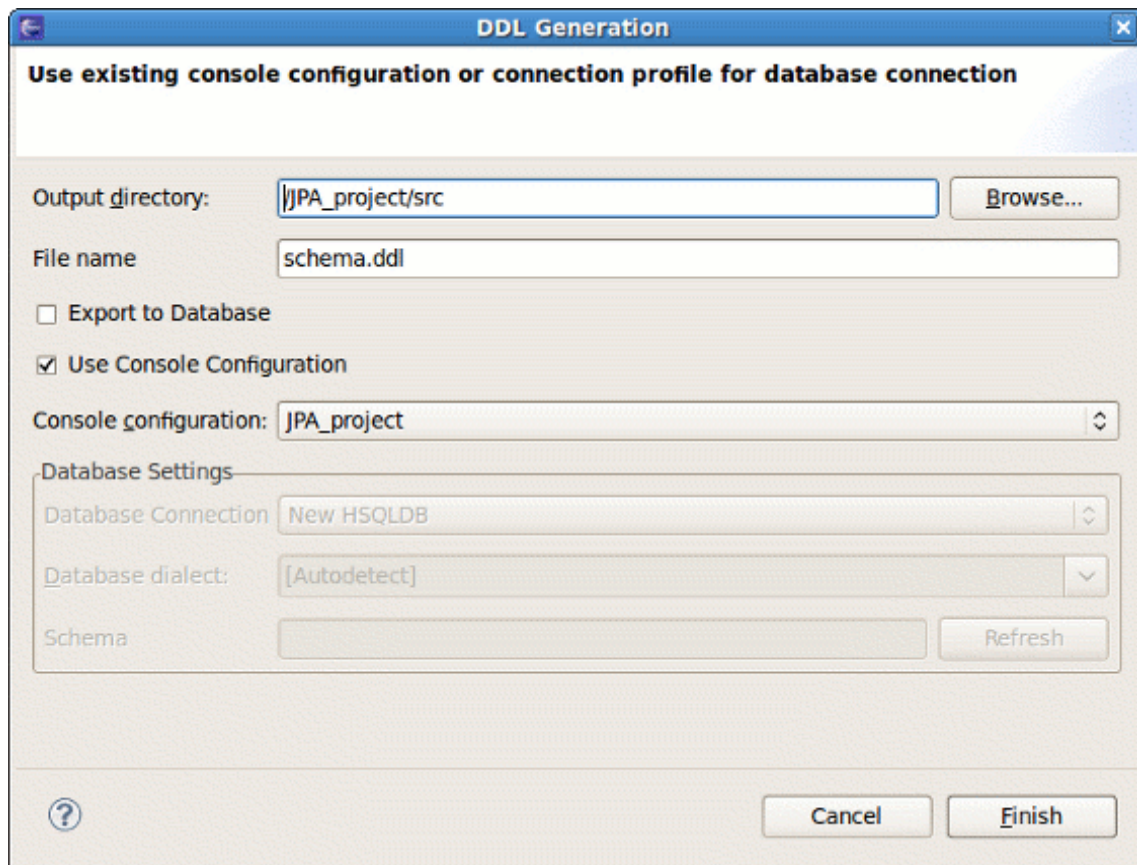 DDL Generation
Use existing console configuration or connection profile for database connection
Output directory: /JPA_project/src Browse...
File name schema.ddl
Export to Database
Use Console Configuration
Console configuration: JPA_project
Database Settings
Database Connection New HSQLDB
Database dialect: [Autodetect]
Schema Refresh
? Cancel Finish